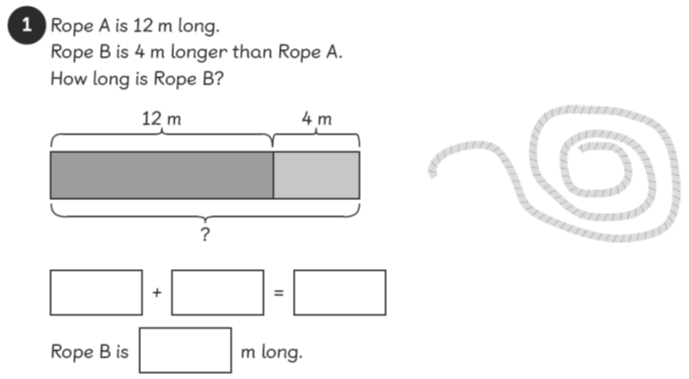 1 Rope A is 12 m long.
Rope B is 4 m longer than Rope A.
How long is Rope B?
12 m 4 m
?
+ =
Rope B is m long.